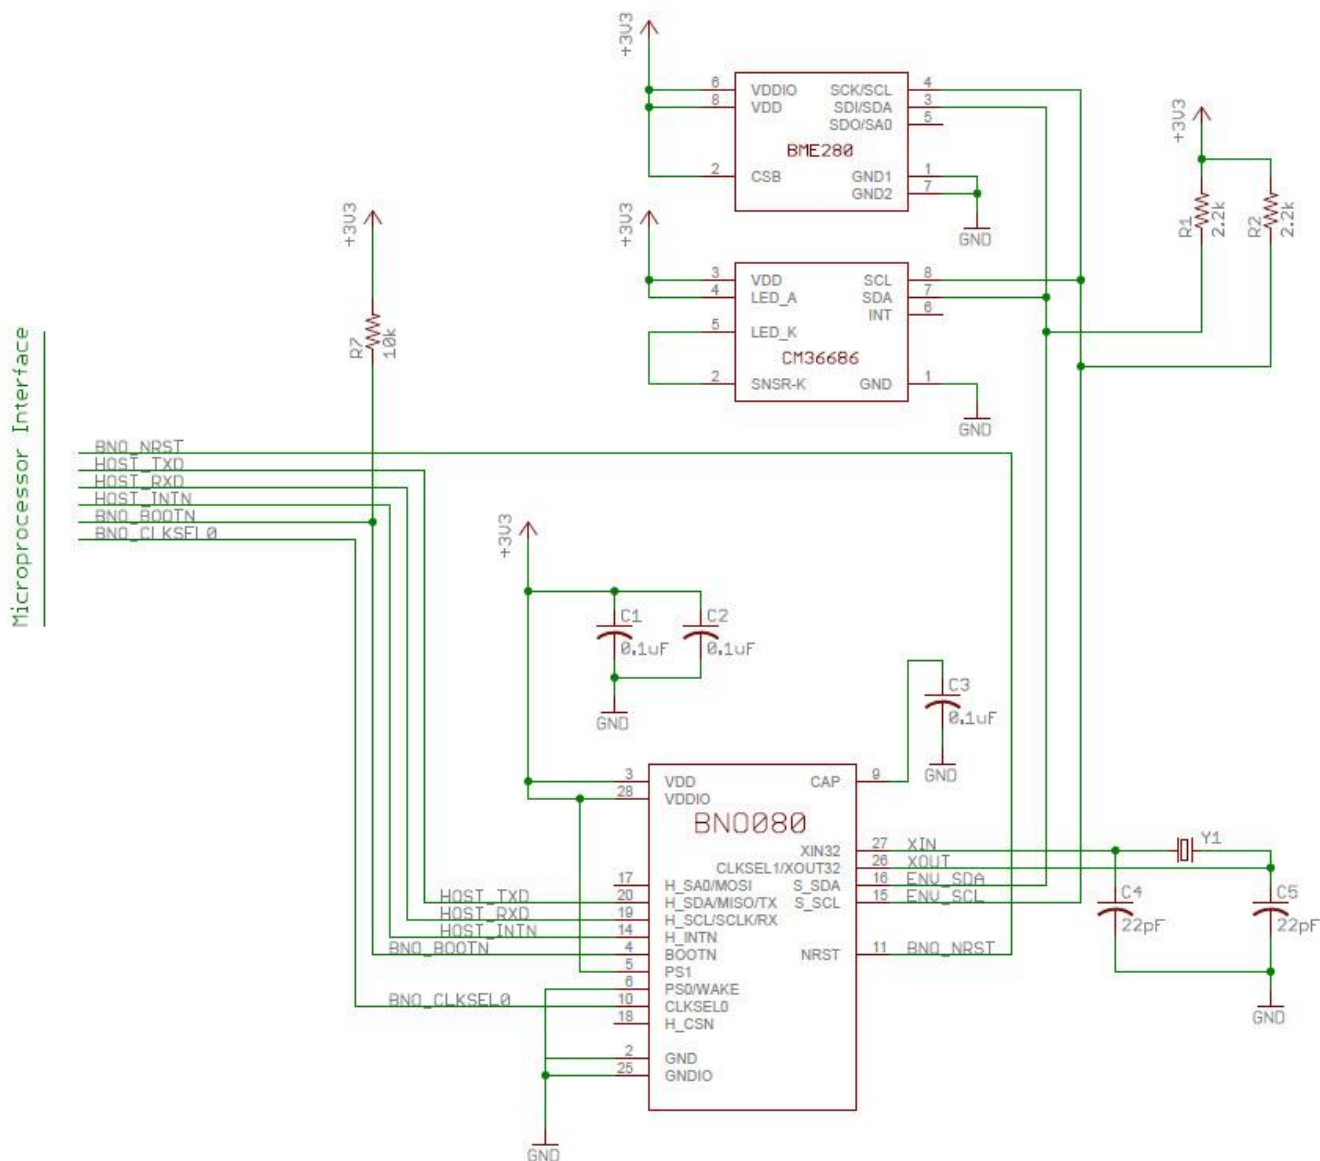 +3V3
6 VDDIO SCK/SCL 4
8 VDD SDI/SDA 3
SDO/SA0 5
BME280
2 CSB GND1 1
GND2 7
GND
+3V3
R1 2.2k
R2 2.2k
+3V3
3 VDD SCL 8
4 LED_A SDA 7
INT 6
5 LED_K
CM36686
2 SNSR-K GND 1
GND
+3V3
R7 10k
Microprocessor Interface
BNO_NRST
HOST_TXD
HOST_RXD
HOST_INTN
BNO_BOOTN
BNO_CLKSEL0
+3V3
C1 0.1uF
C2 0.1uF
GND
C3 0.1uF
GND
3 VDD CAP 9
28 VDDIO
BNO080
XIN32 27 XIN
CLKSEL1/XOUT32 26 XOUT
17 H_SA0/MOSI S_SDA 16 ENV_SDA
HOST_TXD 20 H_SDA/MISO/TX S_SCL 15 ENV_SCL
HOST_RXD 19 H_SCL/SCLK/RX
HOST_INTN 14 H_INTN
BNO_BOOTN 4 BOOTN NRST 11 BNO_NRST
5 PS1
6 PS0/WAKE
BNO_CLKSEL0 10 CLKSEL0
18 H_CSN
2 GND
25 GNDIO
GND
Y1
C4 22pF
C5 22pF
GND